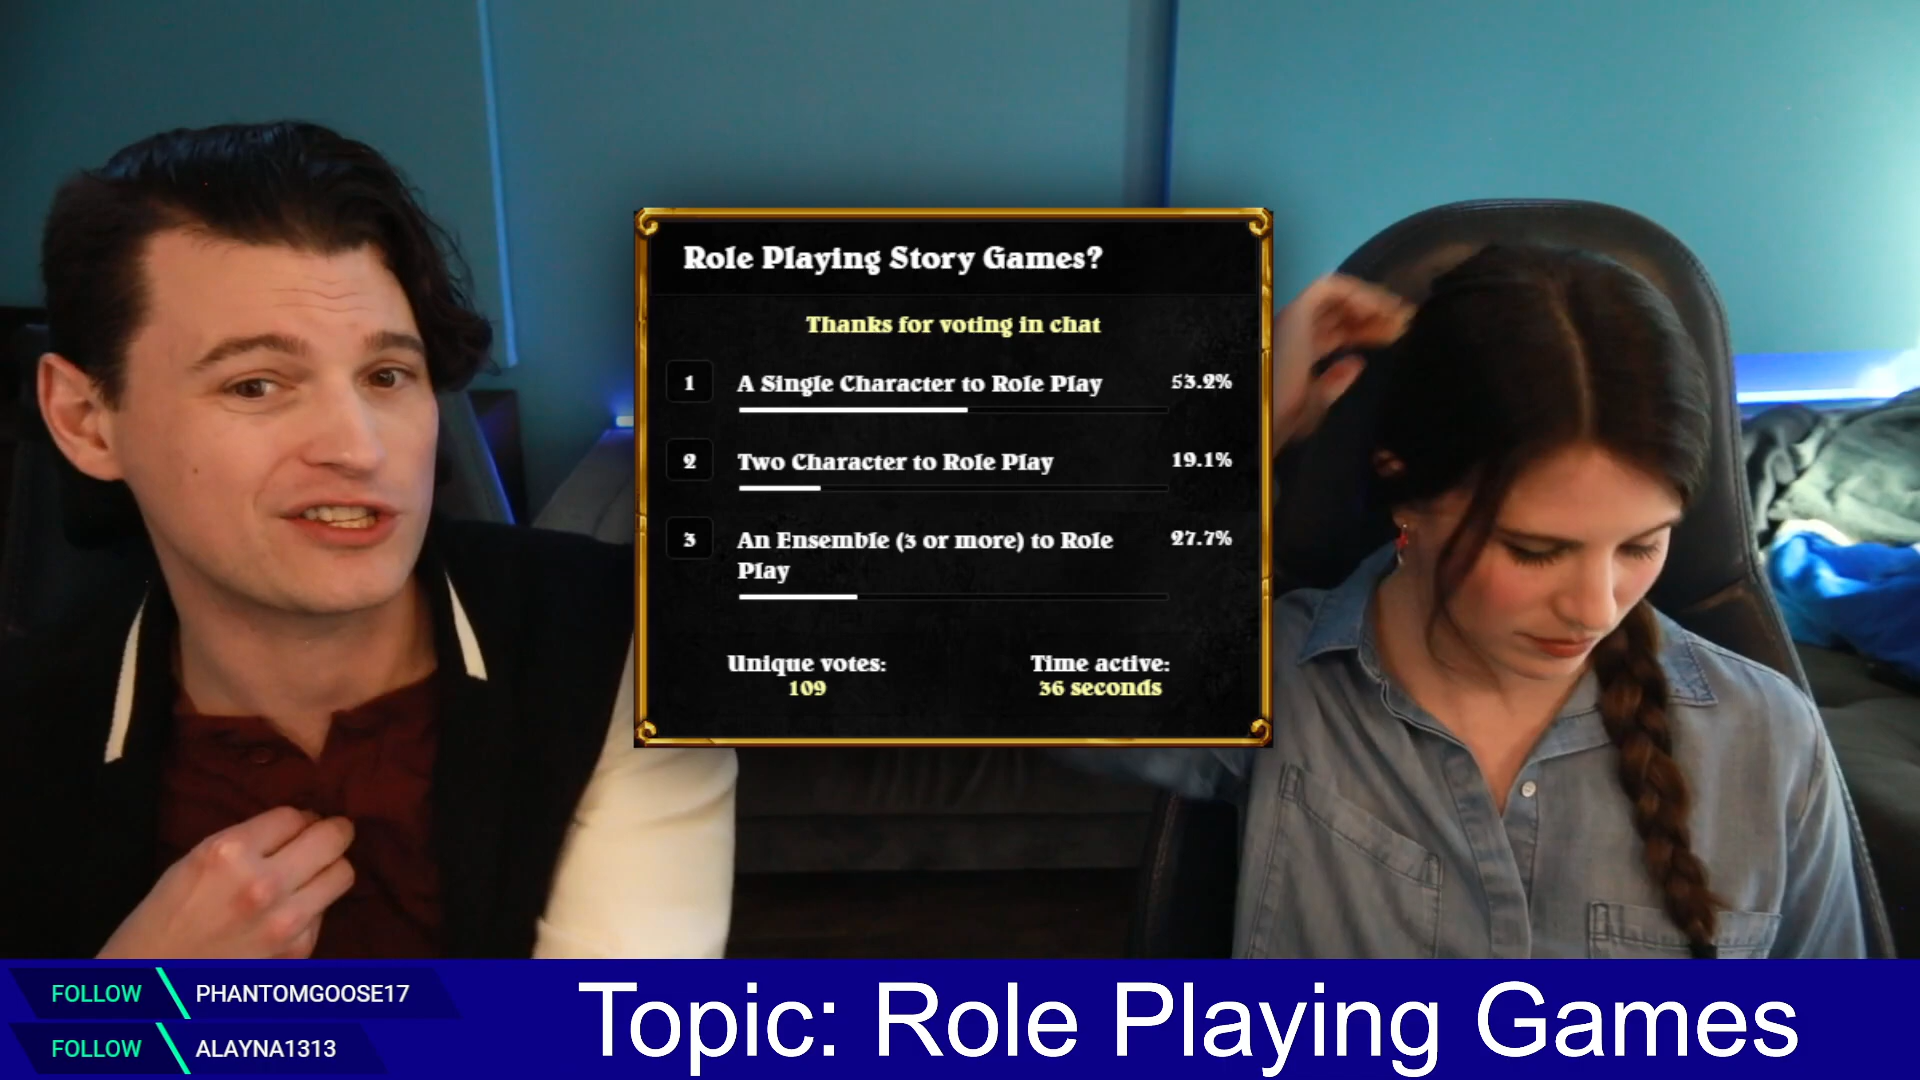 Role Playing Story Games?
Thanks for voting in chat
1 A Single Character to Role Play 53.2%
2 Two Character to Role Play 19.1%
3 An Ensemble (3 or more) to Role 27.7%
Play
Unique votes: Time active:
109 36 seconds
FOLLOW PHANTOMGOOSE17
FOLLOW ALAYNA1313
Topic: Role Playing Games